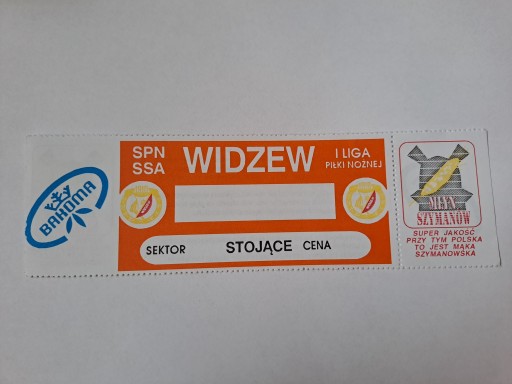 BAHOMA
SPN
SSA
WIDZEW
I LIGA
PIŁKI NOŻNEJ
SEKTOR
STOJĄCE
CENA
MŁYN
SZYMANÓW
SUPER JAKOŚĆ
PRZY TYM POLSKA
TO JEST MĄKA
SZYMANOWSKA